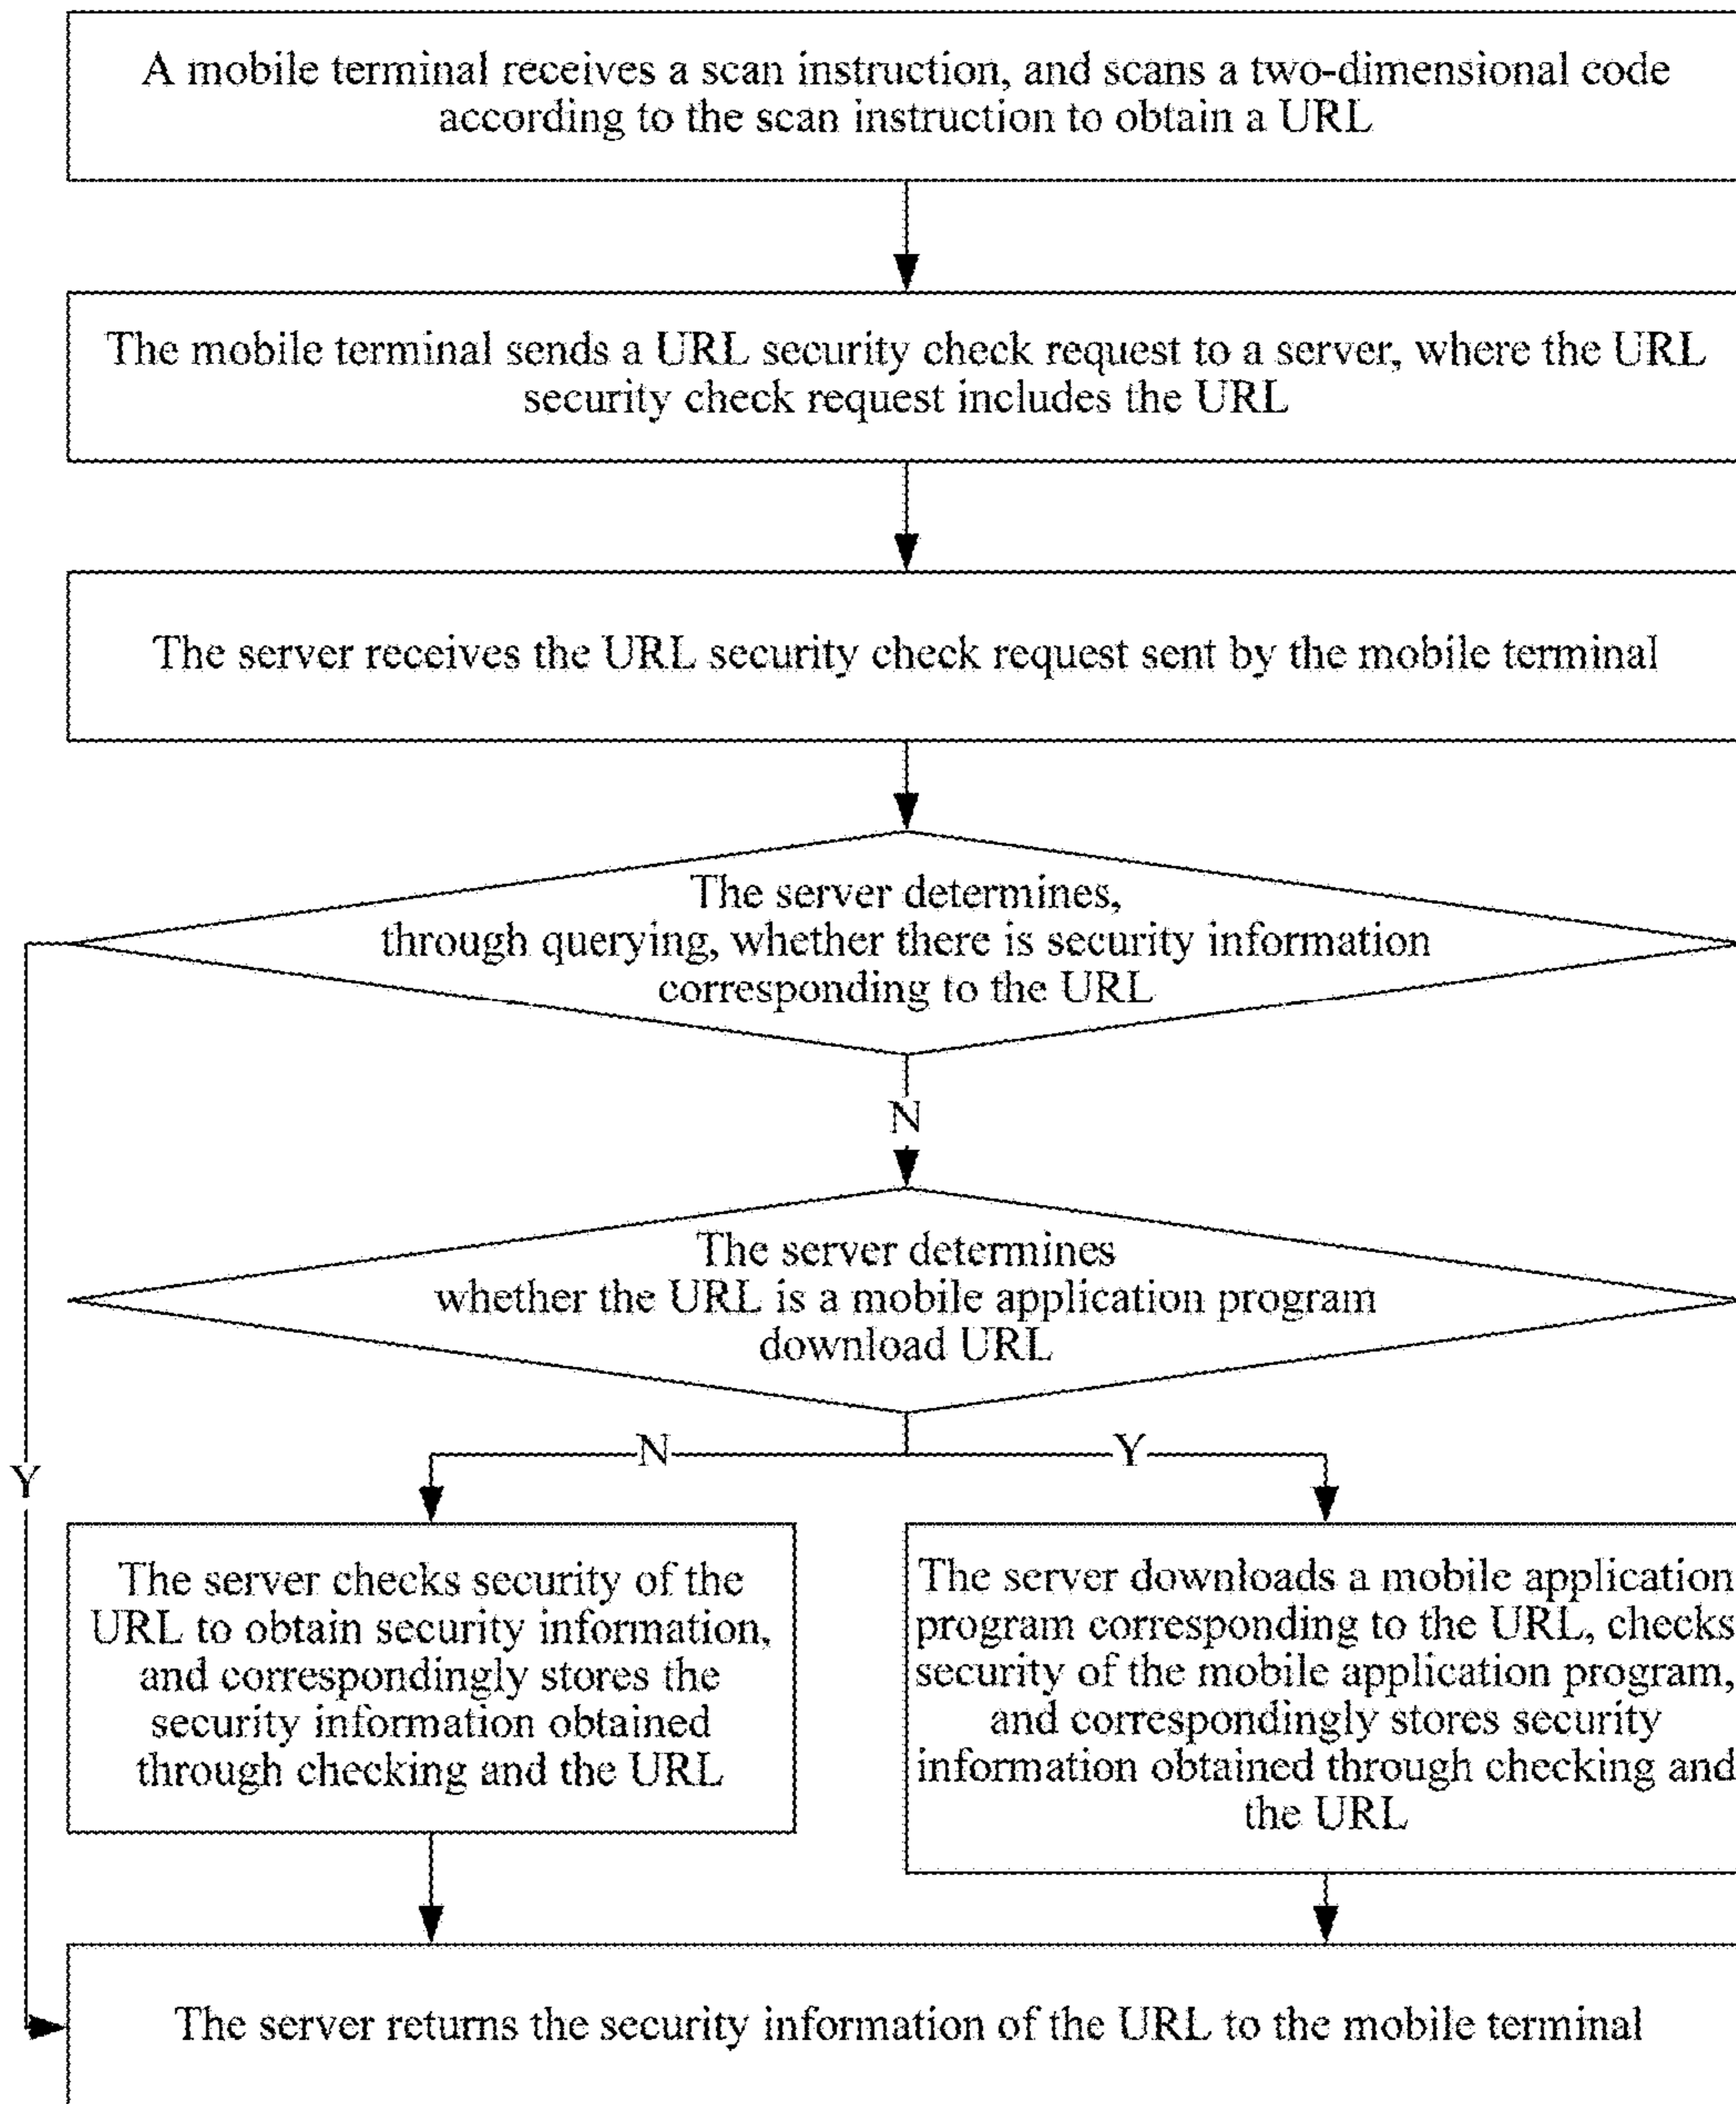 A mobile terminal receives a scan instruction, and scans a two-dimensional code
according to the scan instruction to obtain a URL
The mobile terminal sends a URL security check request to a server, where the URL
security check request includes the URL
The server receives the URL security check request sent by the mobile terminal
The server determines,
through querying, whether there is security information
corresponding to the URL
N
The server determines
whether the URL is a mobile application program
download URL
N
Y
Y
The server checks security of the
URL to obtain security information,
and correspondingly stores the
security information obtained
through checking and the URL
The server downloads a mobile application
program corresponding to the URL, checks
security of the mobile application program,
and correspondingly stores security
information obtained through checking and
the URL
The server returns the security information of the URL to the mobile terminal